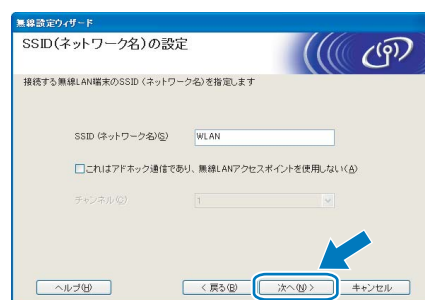 無線設定ウィザード
SSID(ネットワーク名)の設定
接続する無線LAN端末のSSID(ネットワーク名)を指定します
SSID (ネットワーク名)(S) WLAN
これはアドホック通信であり、無線LANアクセスポイントを使用しない(A)
チャンネル(C) 1
ヘルプ(H) < 戻る(B) 次へ(N) > キャンセル